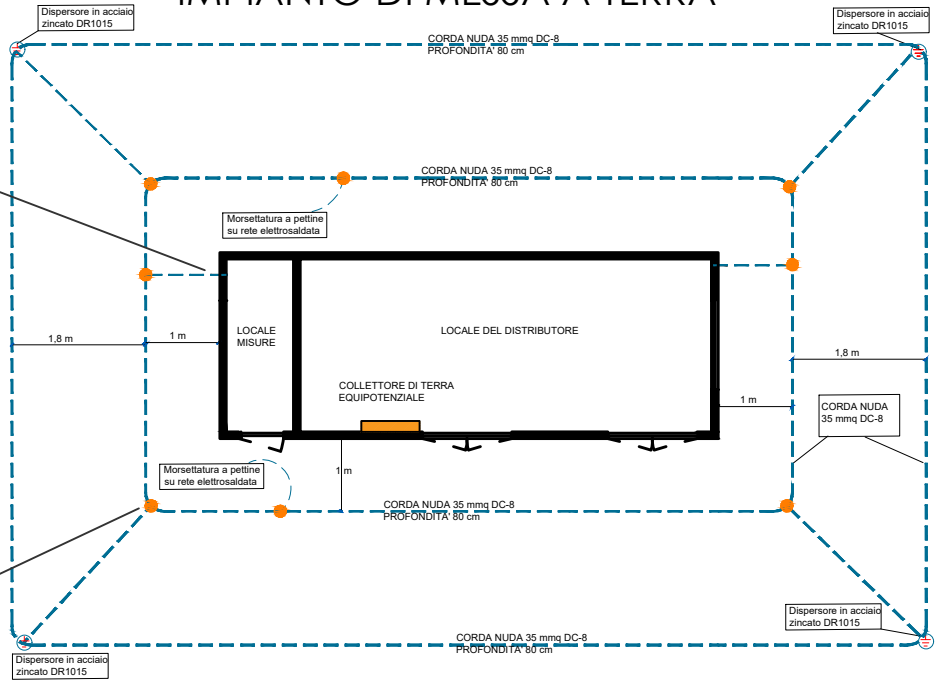 IMPIANTO DI MESSA A TERRA
Dispersore in acciaio
zincato DR1015
Dispersore in acciaio
zincato DR1015
CORDA NUDA 35 mmq DC-8
PROFONDITA' 80 cm
CORDA NUDA 35 mmq DC-8
PROFONDITA' 80 cm
Morsettatura a pettine
su rete elettrosaldata
LOCALE
MISURE
LOCALE DEL DISTRIBUTORE
1,8 m
1 m
1,8 m
COLLETTORE DI TERRA
EQUIPOTENZIALE
1 m
CORDA NUDA
35 mmq DC-8
Morsettatura a pettine
su rete elettrosaldata
1 m
CORDA NUDA 35 mmq DC-8
PROFONDITA' 80 cm
Dispersore in acciaio
zincato DR1015
CORDA NUDA 35 mmq DC-8
PROFONDITA' 80 cm
Dispersore in acciaio
zincato DR1015